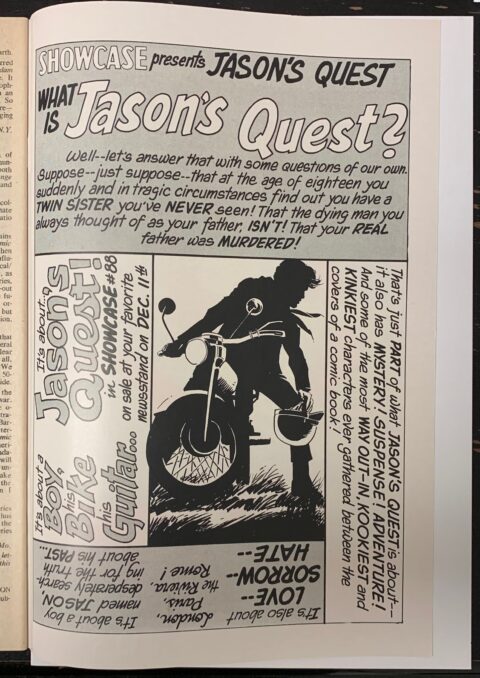 SHOWCASE presents JASON'S QUEST
WHAT IS Jason's Quest?
Well--let's answer that with some questions of our own.
Suppose--just suppose--that at the age of eighteen you
suddenly and in tragic circumstances find out you have a
TWIN SISTER you've NEVER seen! That the dying man you
always thought of as your father, ISN'T! That your REAL
father was MURDERED!
That's just PART of what JASON'S QUEST is about--
it also has MYSTERY! SUSPENSE! ADVENTURE!
And some of the most WAY OUT--IN, KOOKIEST and
KINKIEST characters ever gathered between the
covers of a comic book!
It's also about
LOVE--
SORROW--
HATE--
London,
Paris,
the Riviera,
Rome!
It's about a boy
named JASON,
desperately search-
ing for the truth
about his PAST...
It's about a
BOY,
his
BIKE
& his
Guitar...
It's about...
Jason's
Quest!
in SHOWCASE #88
on sale at your favorite
newsstand on DEC. 11th